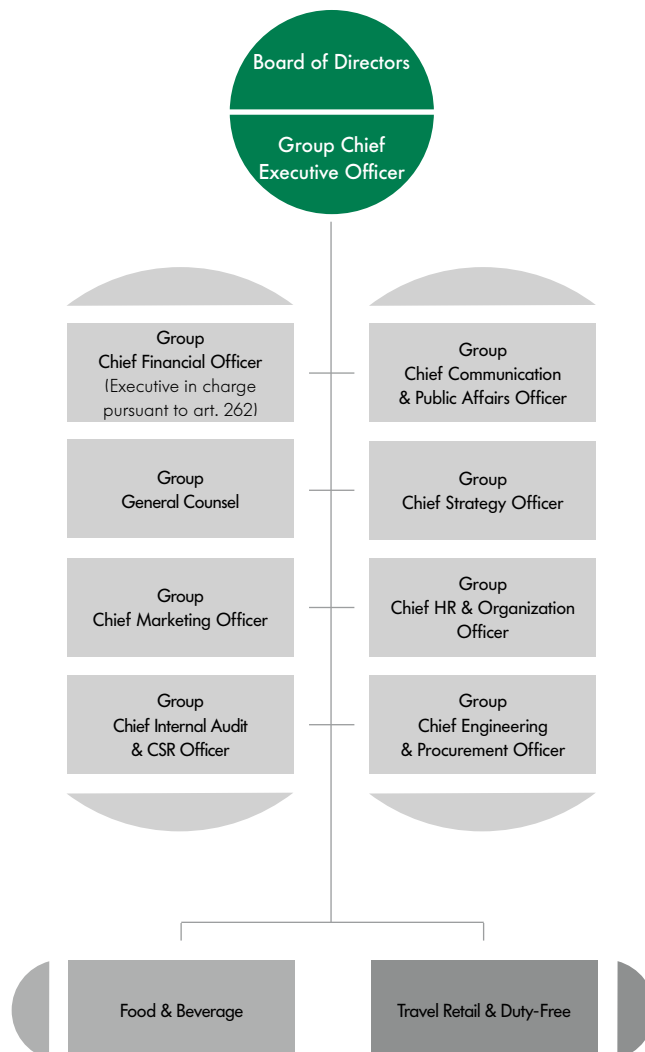 Board of Directors
Group Chief
Executive Officer
Group
Chief Financial Officer
(Executive in charge
pursuant to art. 262)
Group
Chief Communication
& Public Affairs Officer
Group
General Counsel
Group
Chief Strategy Officer
Group
Chief Marketing Officer
Group
Chief HR & Organization
Officer
Group
Chief Internal Audit
& CSR Officer
Group
Chief Engineering
& Procurement Officer
Food & Beverage
Travel Retail & Duty-Free